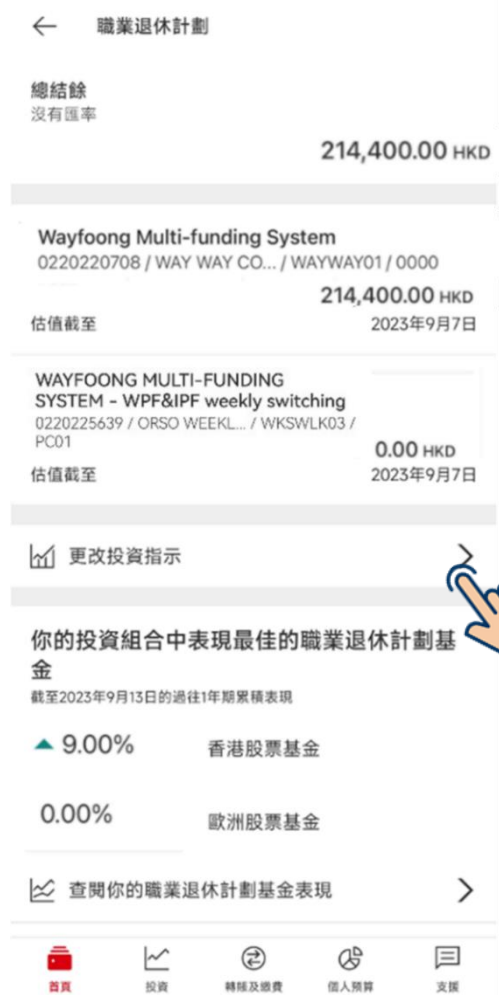 職業退休計劃
總結餘
沒有匯率
214,400.00 HKD
Wayfoong Multi-funding System
0220220708 / WAY WAY CO... / WAYWAY01 / 0000
214,400.00 HKD
估值截至 2023年9月7日
WAYFOONG MULTI-FUNDING
SYSTEM - WPF&IPF weekly switching
0220225639 / ORSO WEEKL... / WKSWLK03 /
PC01
0.00 HKD
估值截至 2023年9月7日
更改投資指示
你的投資組合中表現最佳的職業退休計劃基
金
截至2023年9月13日的過往1年期累積表現
9.00% 香港股票基金
0.00% 歐洲股票基金
查閱你的職業退休計劃基金表現
首頁 投資 轉賬及繳費 個人預算 支援